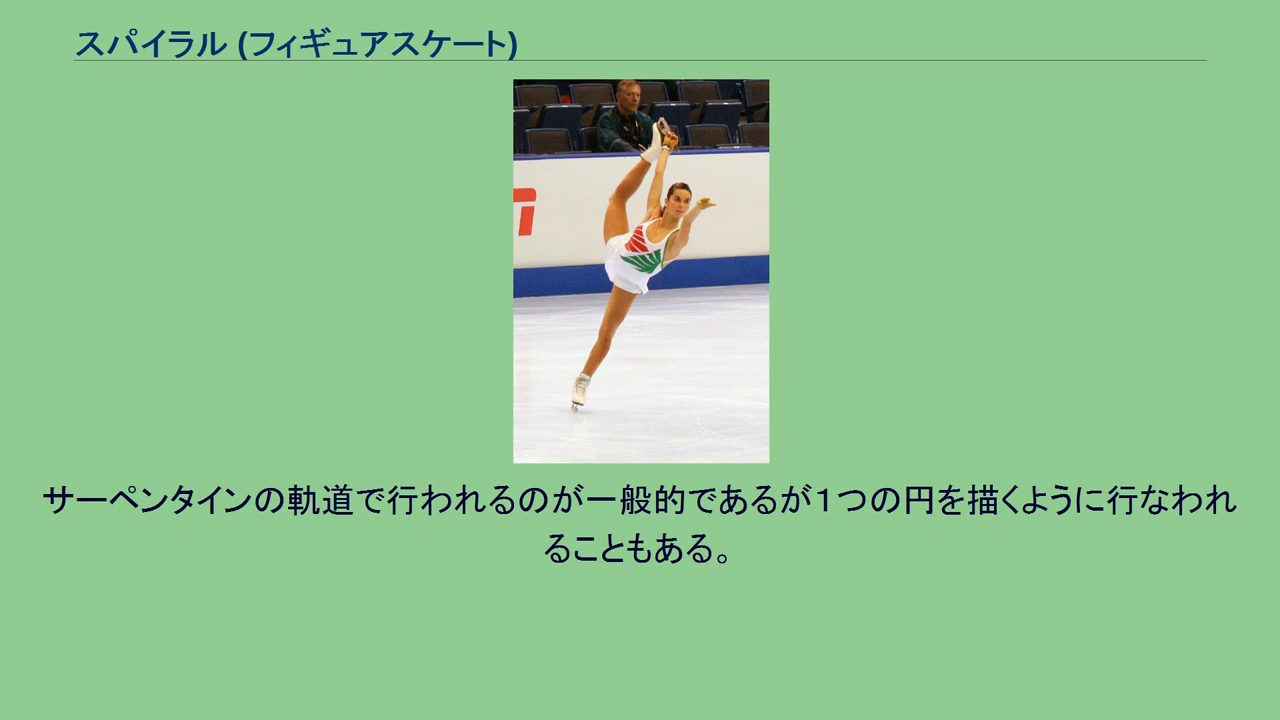 スパイラル (フィギュアスケート)
サーペンタインの軌道で行われるのが一般的であるが１つの円を描くように行なわれ
ることもある。